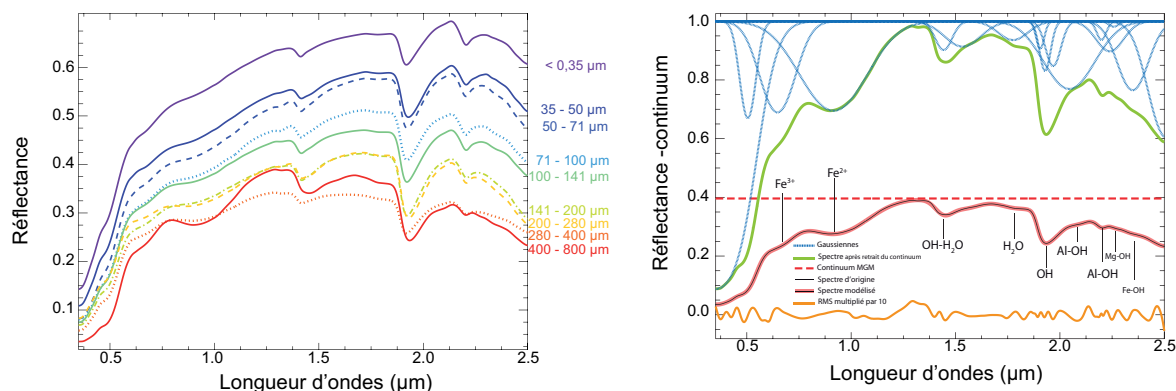 Réflectance
0.6
0.5
0.4
0.3
0.2
0.1
0.5
1.0
1.5
2.0
2.5
Longueur d'ondes (µm)
< 0,35 µm
35 - 50 µm
50 - 71 µm
71 - 100 µm
100 - 141 µm
141 - 200 µm
200 - 280 µm
280 - 400 µm
400 - 800 µm
Réflectance -continuum
1.0
0.8
0.6
0.4
0.2
0.0
0.5
1.0
1.5
2.0
2.5
Longueur d'ondes (µm)
Fe³⁺
Fe²⁺
OH-H₂O
H₂O
OH
Al-OH
Al-OH
Mg-OH
Fe-OH
Gaussiennes
Spectre après retrait du continuum
Continuum MGM
Spectre d'origine
Spectre modélisé
RMS multiplié par 10